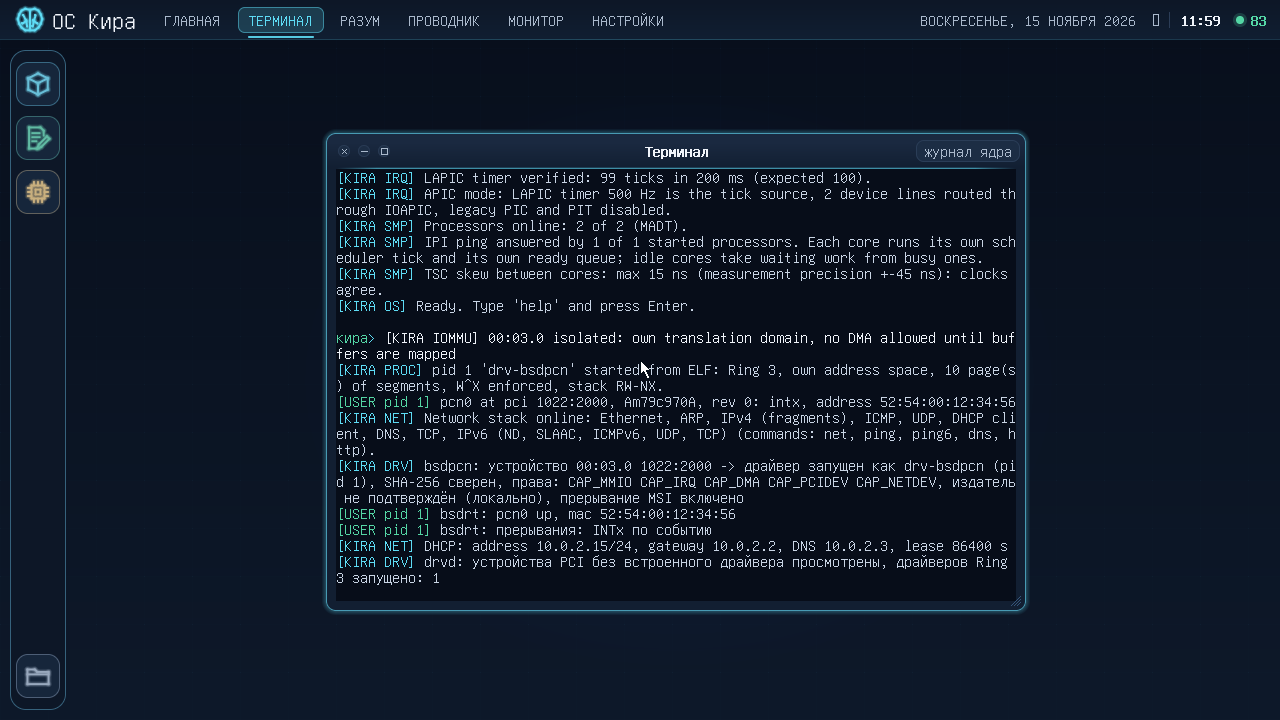 ОС Кира
ГЛАВНАЯ ТЕРМИНАЛ РАЗУМ ПРОВОДНИК МОНИТОР НАСТРОЙКИ
ВОСКРЕСЕНЬЕ, 15 НОЯБРЯ 2026 11:59 83
Терминал
журнал ядра
[KIRA IRQ] LAPIC timer verified: 99 ticks in 200 ms (expected 100).
[KIRA IRQ] APIC mode: LAPIC timer 500 Hz is the tick source, 2 device lines routed th
rough IOAPIC, legacy PIC and PIT disabled.
[KIRA SMP] Processors online: 2 of 2 (MADT).
[KIRA SMP] IPI ping answered by 1 of 1 started processors. Each core runs its own sch
eduler tick and its own ready queue; idle cores take waiting work from busy ones.
[KIRA SMP] TSC skew between cores: max 15 ns (measurement precision +-45 ns): clocks
agree.
[KIRA OS] Ready. Type 'help' and press Enter.
кира> [KIRA IOMMU] 00:03.0 isolated: own translation domain, no DMA allowed until buf
fers are mapped
[KIRA PROC] pid 1 'drv-bsdpcn' started from ELF: Ring 3, own address space, 10 page(s
) of segments, W^X enforced, stack RW-NX.
[USER pid 1] pcn0 at pci 1022:2000, Am79c970A, rev 0: intx, address 52:54:00:12:34:56
[KIRA NET] Network stack online: Ethernet, ARP, IPv4 (fragments), ICMP, UDP, DHCP cli
ent, DNS, TCP, IPv6 (ND, SLAAC, ICMPv6, UDP, TCP) (commands: net, ping, ping6, dns, h
ttp).
[KIRA DRV] bsdpcn: устройство 00:03.0 1022:2000 -> драйвер запущен как drv-bsdpcn (pi
d 1), SHA-256 сверен, права: CAP_MMIO CAP_IRQ CAP_DMA CAP_PCIDEV CAP_NETDEV, издатель
не подтверждён (локально), прерывание MSI включено
[USER pid 1] bsdrt: pcn0 up, mac 52:54:00:12:34:56
[USER pid 1] bsdrt: прерывания: INTx по событию
[KIRA NET] DHCP: address 10.0.2.15/24, gateway 10.0.2.2, DNS 10.0.2.3, lease 86400 s
[KIRA DRV] drvd: устройства PCI без встроенного драйвера просмотрены, драйверов Ring
3 запущено: 1